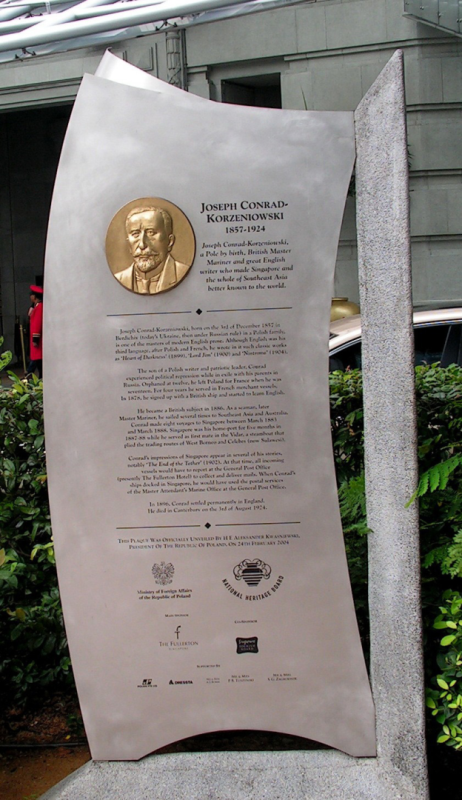 JOSEPH CONRAD-
KORZENIOWSKI
1857-1924
Joseph Conrad-Korzeniowski,
a Pole by birth, British Master
Mariner and great English
writer who made Singapore and
the whole of Southeast Asia
better known to the world.
Joseph Conrad-Korzeniowski, born on the 3rd of December 1857 in
Berdichev (today's Ukraine, then under Russian rule) in a Polish family,
is one of the masters of modern English prose. Although English was his
third language, after Polish and French, he wrote in it such classic works
as 'Heart of Darkness' (1899), 'Lord Jim' (1900) and 'Nostromo' (1904).
The son of a Polish writer and patriotic leader, Conrad
experienced political repression while in exile with his parents in
Russia. Orphaned at twelve, he left Poland for France when he was
seventeen. For four years he served in French merchant vessels.
In 1878, he signed up with a British ship and started to learn English.
He became a British subject in 1886. As a seaman, later
Master Mariner, he sailed several times to Southeast Asia and Australia.
Conrad made eight voyages to Singapore between March 1883
and March 1888. Singapore was his home-port for five months in
1887-88 while he served as first mate in the Vidar, a steamboat that
plied the trading routes of West Borneo and Celebes (now Sulawesi).
Conrad's impressions of Singapore appear in several of his stories,
notably 'The End of the Tether' (1902). At that time, all incoming
vessels would have to report at the General Post Office
(presently The Fullerton Hotel) to collect and deliver mails. When Conrad's
ships docked in Singapore, he would have used the postal services
of the Master Attendant's Marine Office at the General Post Office.
In 1896, Conrad settled permanently in England.
He died in Canterbury on the 3rd of August 1924.
THIS PLAQUE WAS OFFICIALLY UNVEILED BY H.E. ALEKSANDER KWASNIEWSKI,
PRESIDENT OF THE REPUBLIC OF POLAND, ON 24TH FEBRUARY 2004
Ministry of Foreign Affairs
of the Republic of Poland
NATIONAL HERITAGE BOARD
f
THE FULLERTON
SUPPORTED BY